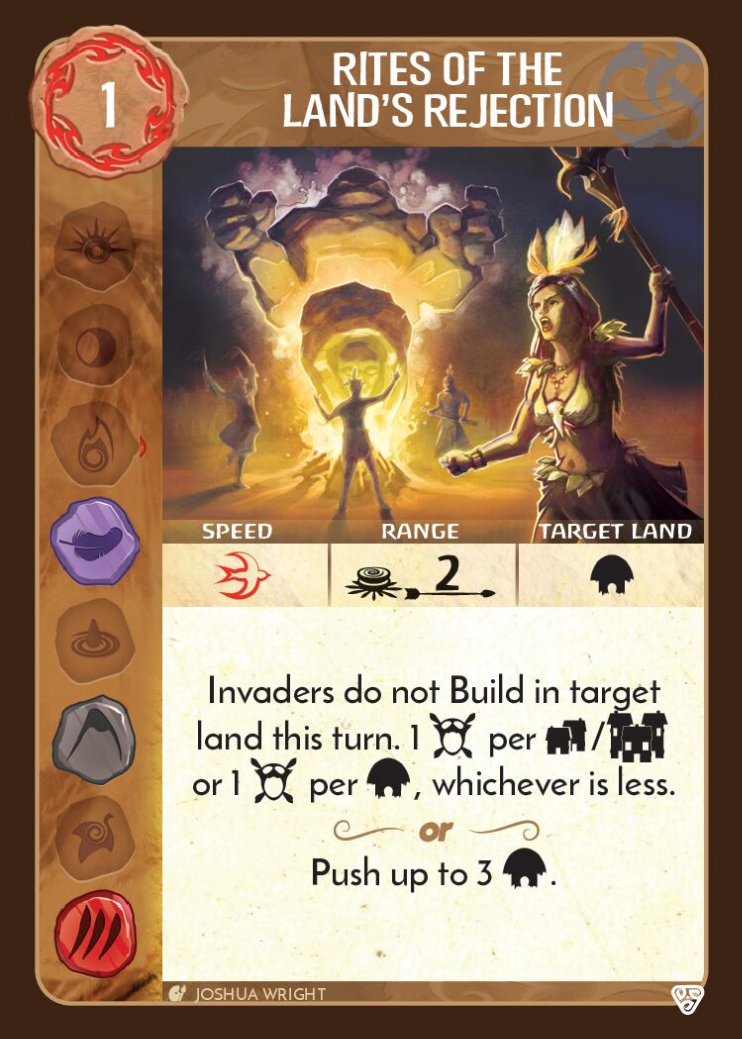 1
RITES OF THE
LAND'S REJECTION
SPEED RANGE TARGET LAND
2
Invaders do not Build in target
land this turn. 1 per /
or 1 per , whichever is less.
or
Push up to 3 .
JOSHUA WRIGHT